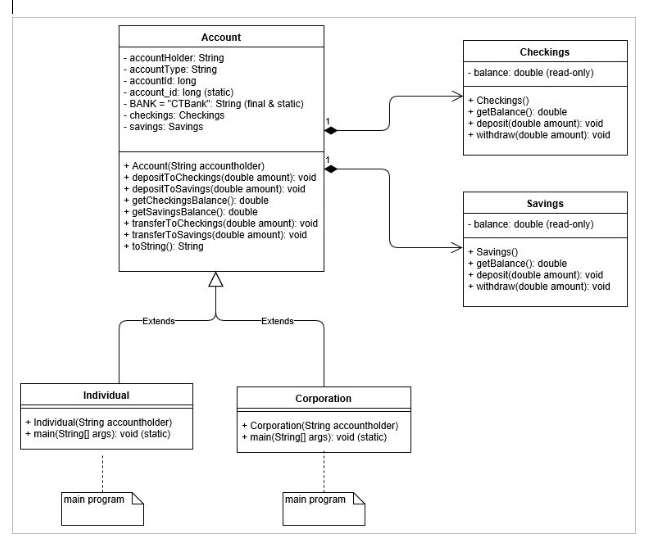 Account
- accountHolder: String
- accountType: String
- accountId: long
- account_id: long (static)
- BANK = "CTBank": String (final & static)
- checkings: Checkings
- savings: Savings
+ Account(String accountholder)
+ depositToCheckings(double amount): void
+ depositToSavings(double amount): void
+ getCheckingsBalance(): double
+ getSavingsBalance(): double
+ transferToCheckings(double amount): void
+ transferToSavings(double amount): void
+ toString(): String
1
1
Checkings
- balance: double (read-only)
+ Checkings()
+ getBalance(): double
+ deposit(double amount): void
+ withdraw(double amount): void
Savings
- balance: double (read-only)
+ Savings()
+ getBalance(): double
+ deposit(double amount): void
+ withdraw(double amount): void
Extends
Extends
Individual
+ Individual(String accountholder)
+ main(String[] args): void (static)
Corporation
+ Corporation(String accountholder)
+ main(String[] args): void (static)
main program
main program